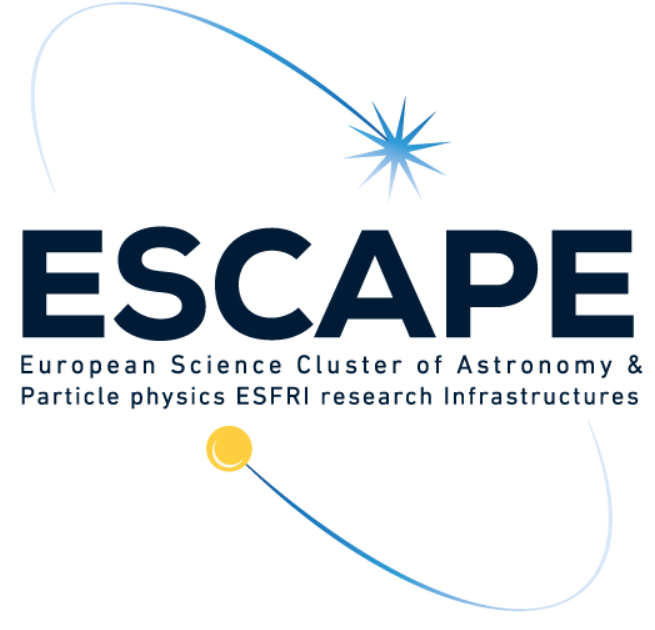 ESCAPE
European Science Cluster of Astronomy &
Particle physics ESFRI research Infrastructures